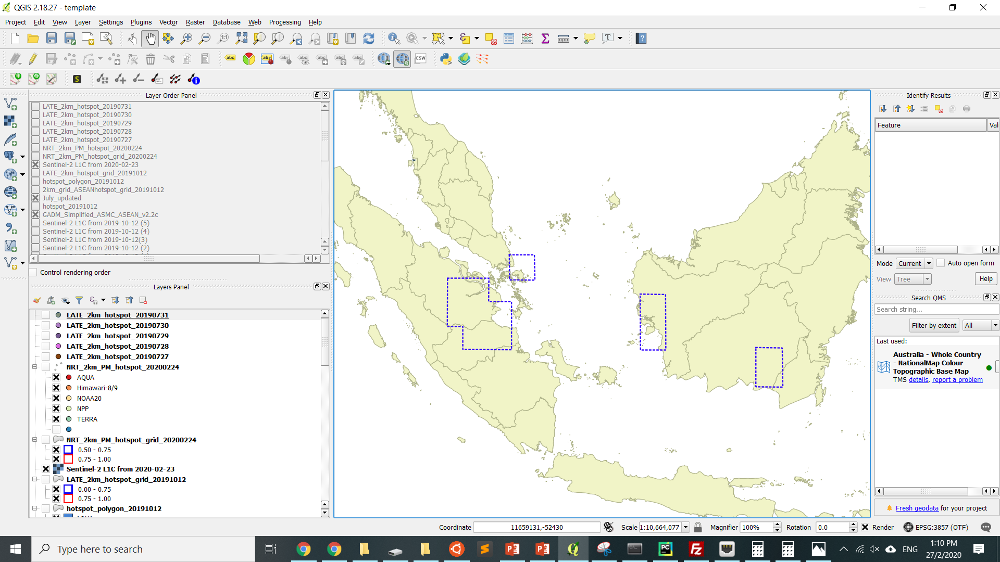 QGIS 2.18.27 - template
Project Edit View Layer Settings Plugins Vector Raster Database Web Processing Help
Layer Order Panel
LATE_2km_hotspot_20190731
LATE_2km_hotspot_20190730
LATE_2km_hotspot_20190729
LATE_2km_hotspot_20190728
LATE_2km_hotspot_20190727
NRT_2km_PM_hotspot_20200224
NRT_2km_PM_hotspot_grid_20200224
Sentinel-2 L1C from 2020-02-23
LATE_2km_hotspot_grid_20191012
hotspot_polygon_20191012
2km_grid_ASEANhotspot_grid_20191012
July_updated
hotspot_20191012
GADM_Simplified_ASMC_ASEAN_v2.2c
Sentinel-2 L1C from 2019-10-12 (5)
Sentinel-2 L1C from 2019-10-12 (4)
Sentinel-2 L1C from 2019-10-12(3)
Sentinel-2 L1C from 2019-10-12 (2)
Control rendering order
Layers Panel
LATE_2km_hotspot_20190731
LATE_2km_hotspot_20190730
LATE_2km_hotspot_20190729
LATE_2km_hotspot_20190728
LATE_2km_hotspot_20190727
NRT_2km_PM_hotspot_20200224
AQUA
Himawari-8/9
NOAA20
NPP
TERRA
NRT_2km_PM_hotspot_grid_20200224
0.50 - 0.75
0.75 - 1.00
Sentinel-2 L1C from 2020-02-23
LATE_2km_hotspot_grid_20191012
0.00 - 0.75
0.75 - 1.00
hotspot_polygon_20191012
Identify Results
Feature Val
Mode Current Auto open form
View Tree Help
Search QMS
Search string...
Filter by extent All
Last used:
Australia - Whole Country
- NationalMap Colour
Topographic Base Map
TMS details, report a problem
Fresh geodata for your project
Coordinate 11659131,-52430 Scale 1:10,664,077 Magnifier 100% Rotation 0.0 Render EPSG:3857 (OTF)
Type here to search
ENG
1:10 PM
27/2/2020